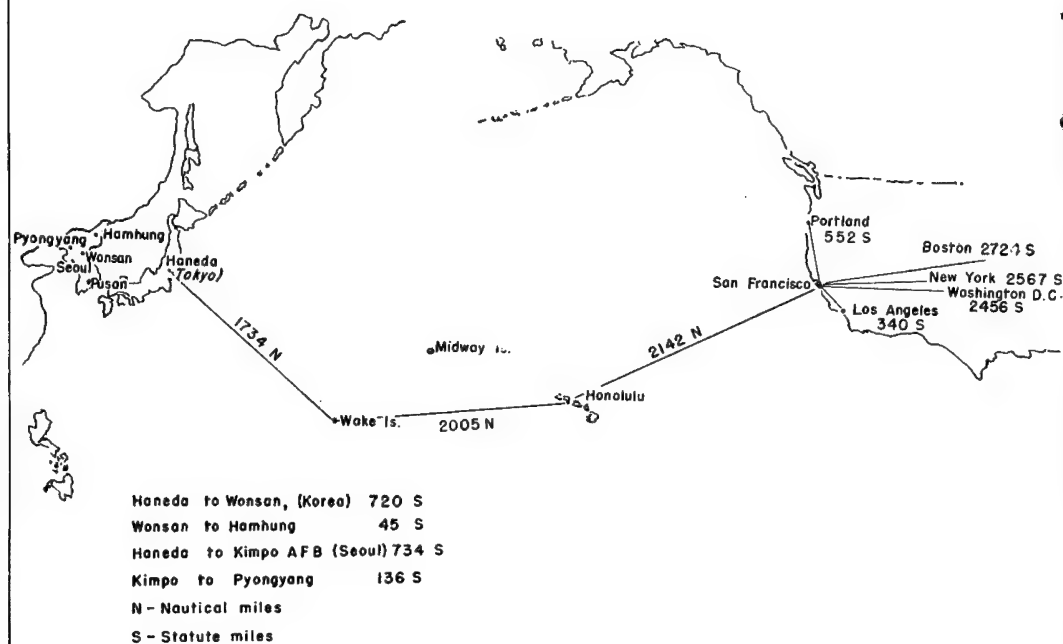 Portland
552 S
Boston 2724 S
New York 2567 S
Washington D.C.
2456 S
San Francisco
Los Angeles
340 S
Hamhung
Pyongyang
Wonsan
Seoul
Pusan
Haneda
(Tokyo)
1734 N
Midway Is.
2142 N
Honolulu
Wake Is.
2005 N
Haneda to Wonsan, (Korea) 720 S
Wonsan to Hamhung 45 S
Haneda to Kimpo AFB (Seoul) 734 S
Kimpo to Pyongyang 136 S
N - Nautical miles
S - Statute miles